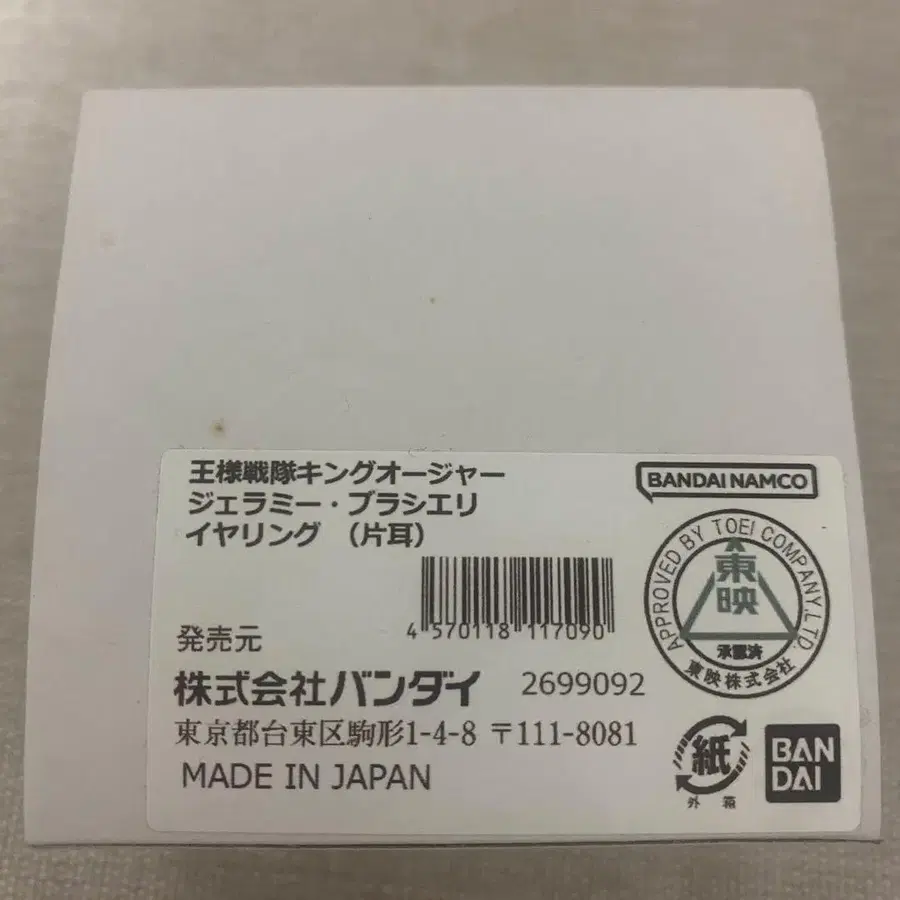 王様戦隊キングオージャー
ジェラミー・ブラシエリ
イヤリング （片耳）
BANDAI NAMCO
APPROVED BY TOEI COMPANY, LTD.
東映
承認済
東映株式会社
4 570118 117090
発売元
株式会社バンダイ 2699092
東京都台東区駒形1-4-8 〒111-8081
MADE IN JAPAN
紙
外箱
BAN
DAI